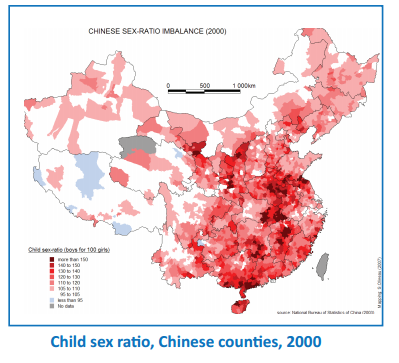 CHINESE SEX-RATIO IMBALANCE (2000)
0 500 1 000km
Child sex-ratio (boys for 100 girls)
more than 150
140 to 150
130 to 140
120 to 130
110 to 120
105 to 110
95 to 105
less than 95
No data
source: National Bureau of Statistics of China (2003)
Child sex ratio, Chinese counties, 2000